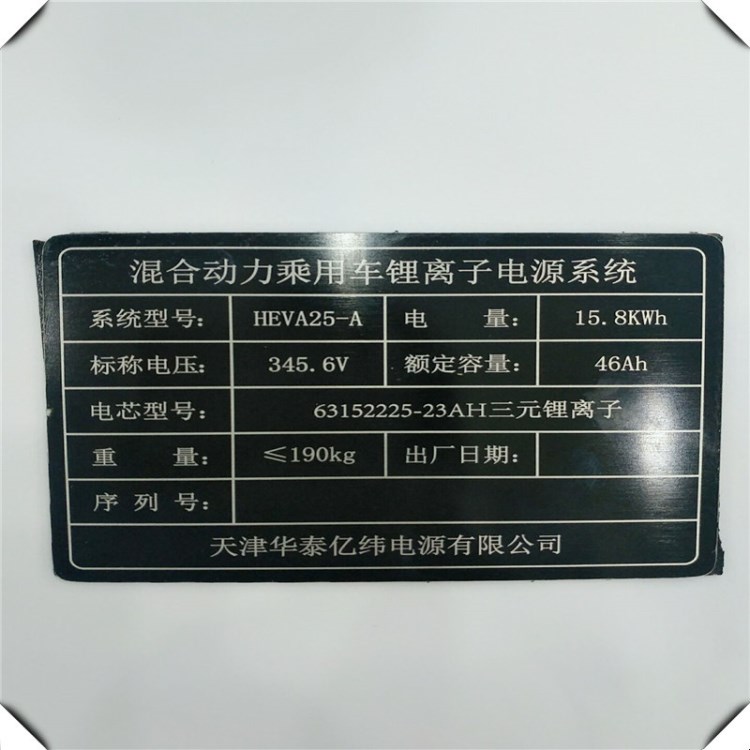 混合动力乘用车锂离子电源系统
系统型号: HEVA25-A 电 量: 15.8KWh
标称电压: 345.6V 额定容量: 46Ah
电芯型号: 63152225-23AH三元锂离子
重 量: ≤190kg 出厂日期:
序 列 号:
天津华泰亿纬电源有限公司